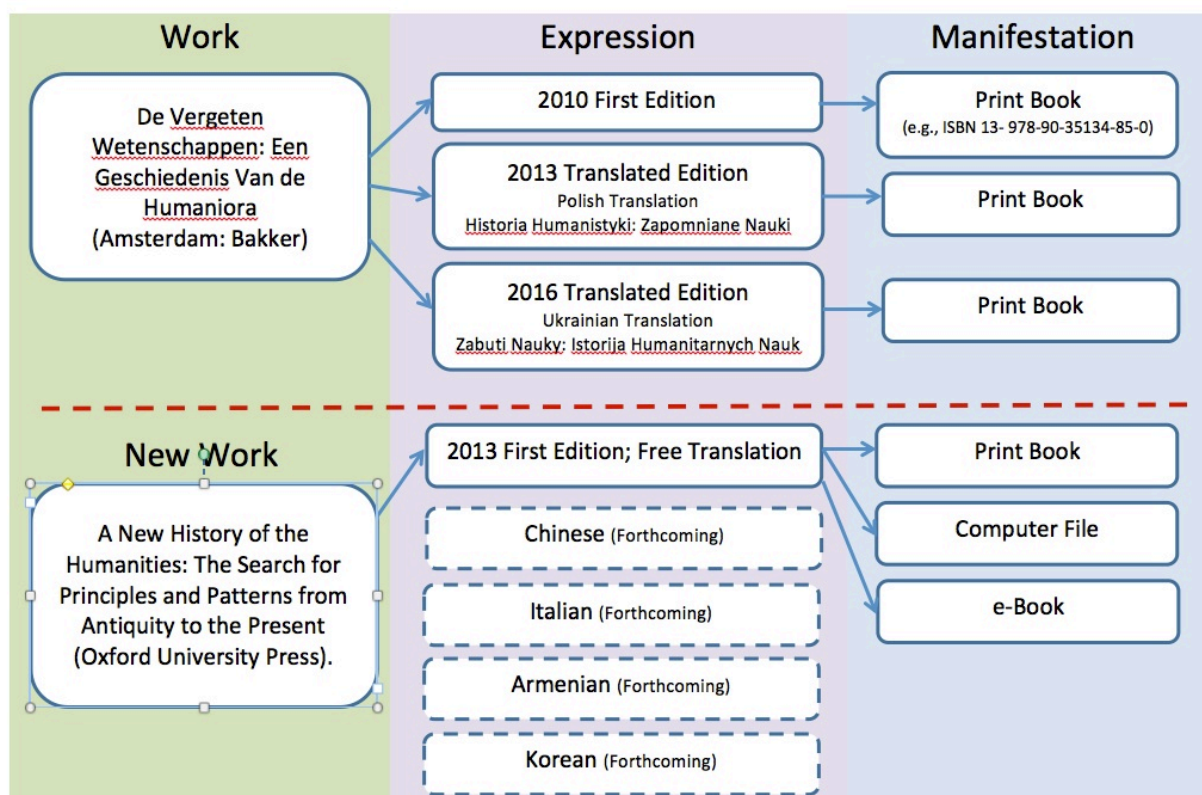 Work
Expression
Manifestation
De Vergeten
Wetenschappen: Een
Geschiedenis Van de
Humaniora
(Amsterdam: Bakker)
2010 First Edition
Print Book
(e.g., ISBN 13- 978-90-35134-85-0)
2013 Translated Edition
Polish Translation
Historia Humanistyki: Zapomniane Nauki
Print Book
2016 Translated Edition
Ukrainian Translation
Zabuti Nauky: Istorija Humanitarnych Nauk
Print Book
New Work
A New History of the
Humanities: The Search for
Principles and Patterns from
Antiquity to the Present
(Oxford University Press).
2013 First Edition; Free Translation
Print Book
Computer File
e-Book
Chinese (Forthcoming)
Italian (Forthcoming)
Armenian (Forthcoming)
Korean (Forthcoming)